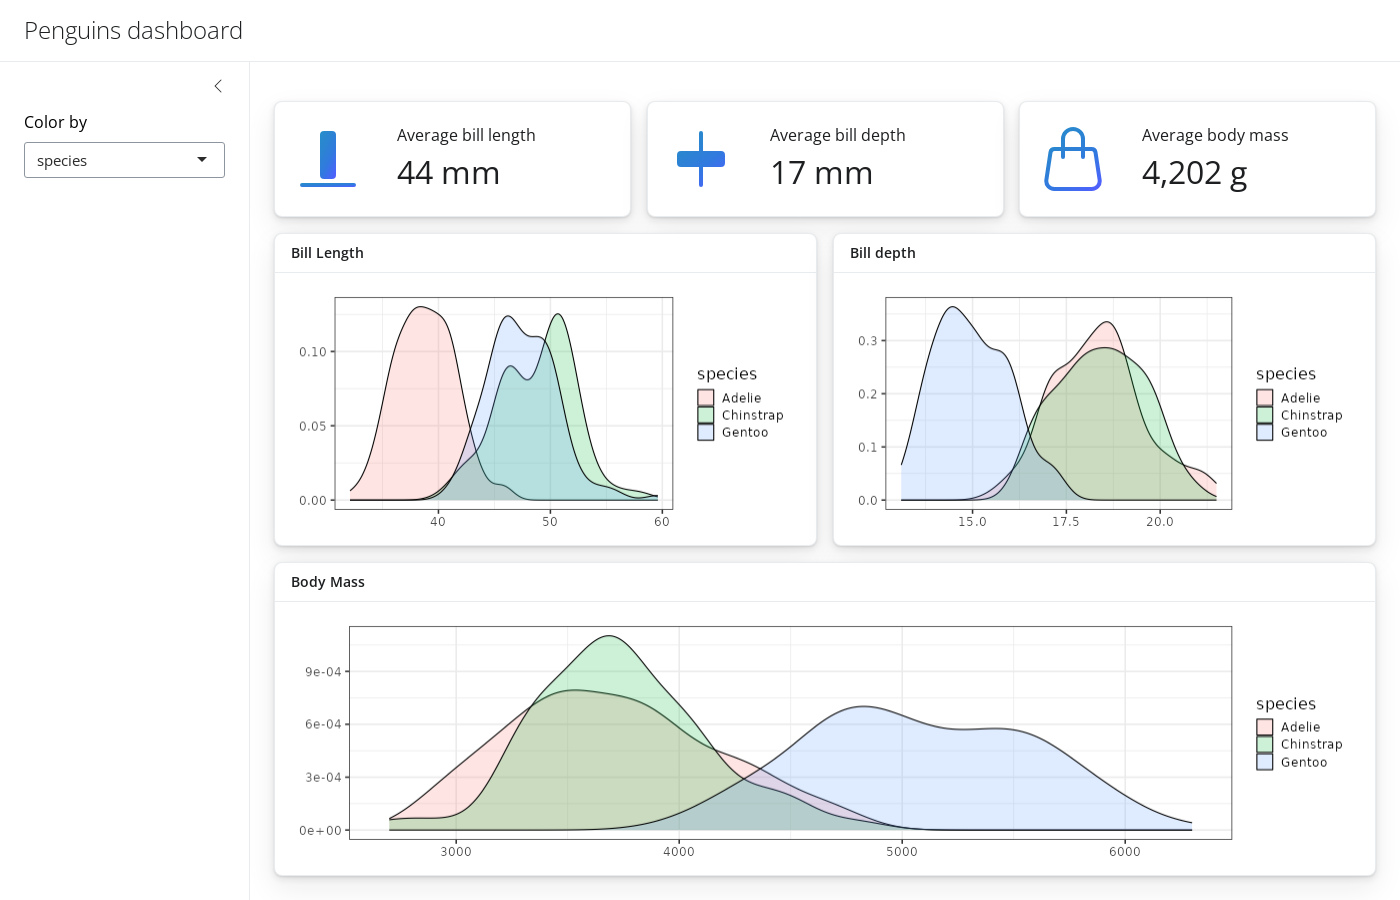 Penguins dashboard
Color by
species
Average bill length
44 mm
Average bill depth
17 mm
Average body mass
4,202 g
Bill Length
0.10
0.05
0.00
40 50 60
species
Adelie
Chinstrap
Gentoo
Bill depth
0.3
0.2
0.1
0.0
15.0 17.5 20.0
species
Adelie
Chinstrap
Gentoo
Body Mass
9e-04
6e-04
3e-04
0e+00
3000 4000 5000 6000
species
Adelie
Chinstrap
Gentoo